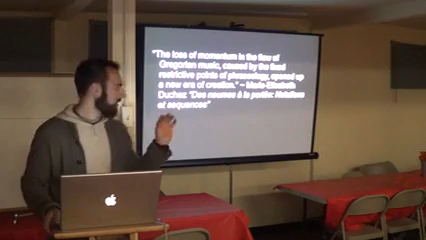 "The loss of momentum in the flow of
Gregorian music, caused by the fixed
restrictive points of phraseology, opened up
a new era of creation." ~ Marie-Elisabeth
Duchez "Des neumes à la portée: Notations
et sequences"